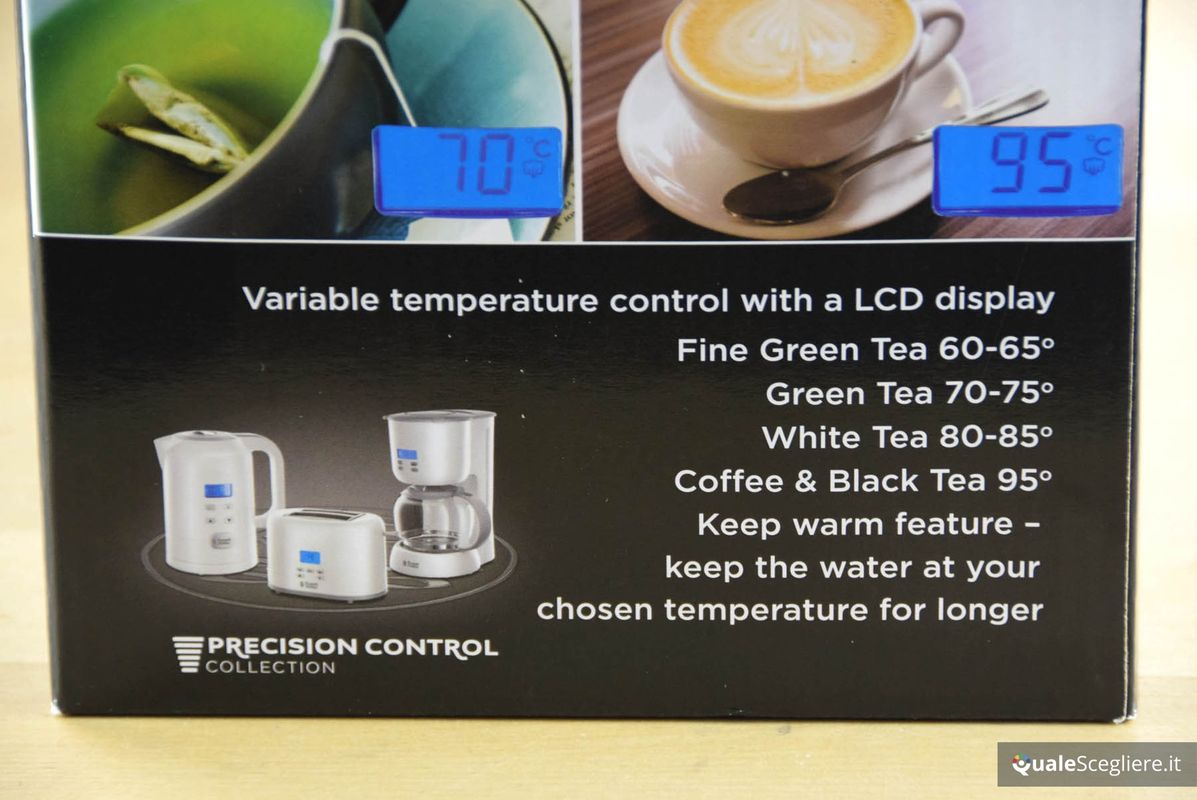 70 °C
95 °C
Variable temperature control with a LCD display
Fine Green Tea 60-65°
Green Tea 70-75°
White Tea 80-85°
Coffee & Black Tea 95°
Keep warm feature –
keep the water at your
chosen temperature for longer
PRECISION CONTROL
COLLECTION
QualeScegliere.it